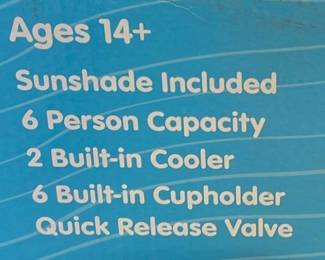 Ages 14+
Sunshade Included
6 Person Capacity
2 Built-in Cooler
6 Built-in Cupholder
Quick Release Valve